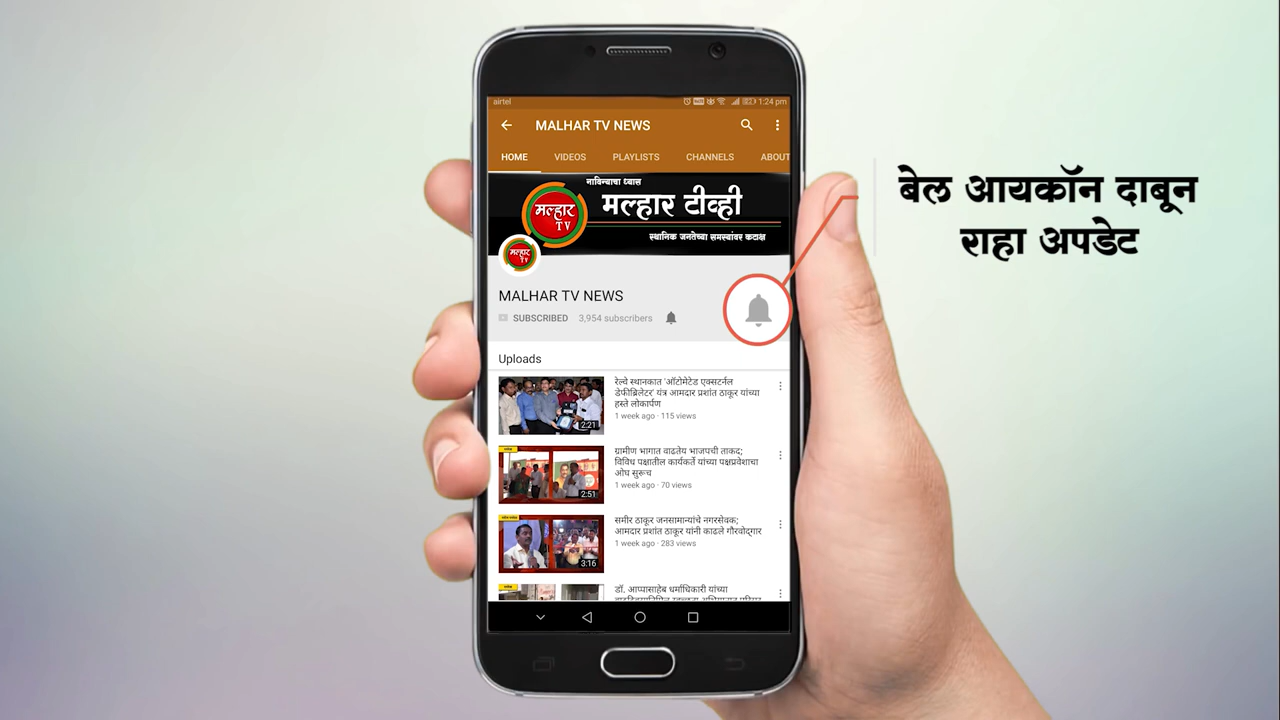 airtel 1:24 pm
MALHAR TV NEWS
HOME VIDEOS PLAYLISTS CHANNELS ABOUT
नाविन्याचा ध्यास
मल्हार टीव्ही
मल्हार
TV
स्थानिक जनतेच्या समस्यांवर कटाक्ष
मल्हार
TV
MALHAR TV NEWS
SUBSCRIBED 3,954 subscribers
Uploads
रेल्वे स्थानकात 'ऑटोमेटेड एक्सटर्नल
डेफीब्रिलेटर' यंत्र आमदार प्रशांत ठाकूर यांच्या
हस्ते लोकार्पण
1 week ago · 115 views
2:21
ग्रामीण भागात वाढतेय भाजपची ताकद;
विविध पक्षातील कार्यकर्ते यांच्या पक्षप्रवेशाचा
ओघ सुरूच
1 week ago · 70 views
2:51
समीर ठाकूर जनसामान्यांचे नगरसेवक;
आमदार प्रशांत ठाकूर यांनी काढले गौरवोद्गार
1 week ago · 283 views
3:16
डॉ. आप्पासाहेब धर्माधिकारी यांच्या
बेल आयकॉन दाबून
राहा अपडेट